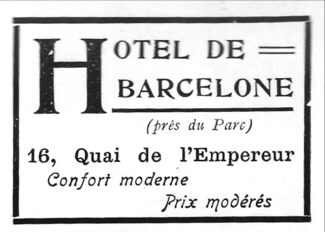 HOTEL DE
BARCELONE
(près du Parc)
16, Quai de l'Empereur
Confort moderne
Prix modérés